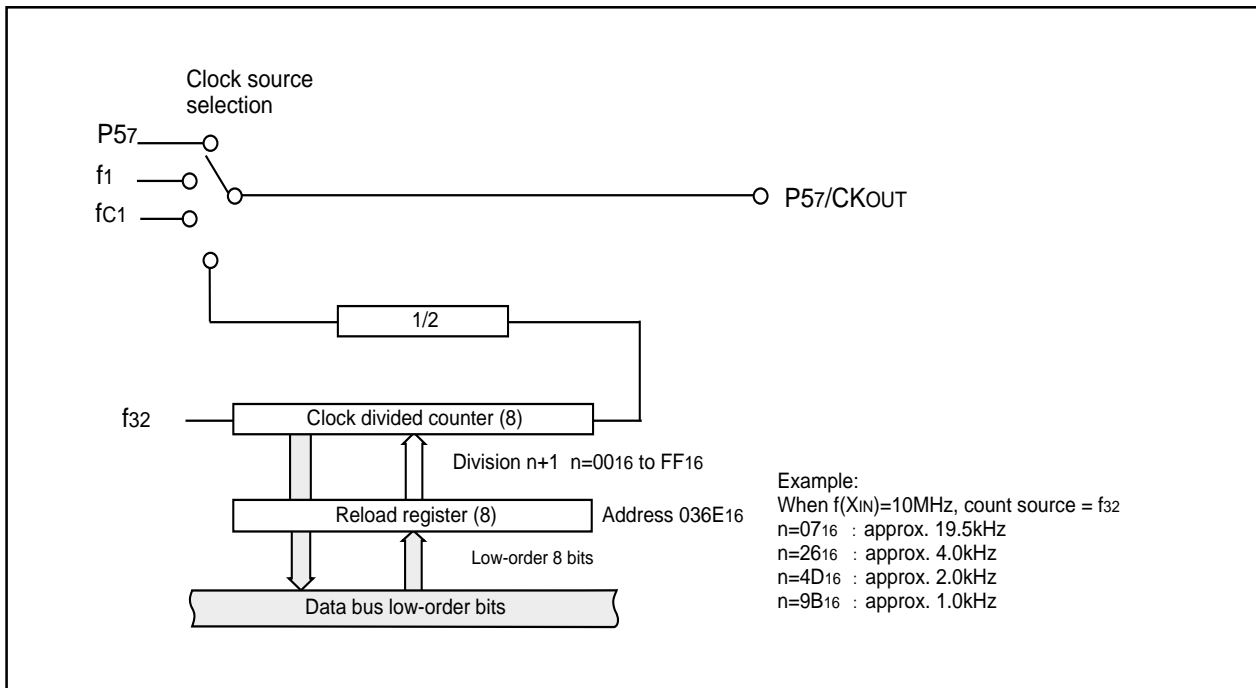 Clock source
selection
P57
f1
fC1
P57/CKOUT
1/2
f32
Clock divided counter (8)
Division n+1 n=0016 to FF16
Reload register (8)
Address 036E16
Low-order 8 bits
Data bus low-order bits
Example:
When f(XIN)=10MHz, count source = f32
n=0716 : approx. 19.5kHz
n=2616 : approx. 4.0kHz
n=4D16 : approx. 2.0kHz
n=9B16 : approx. 1.0kHz